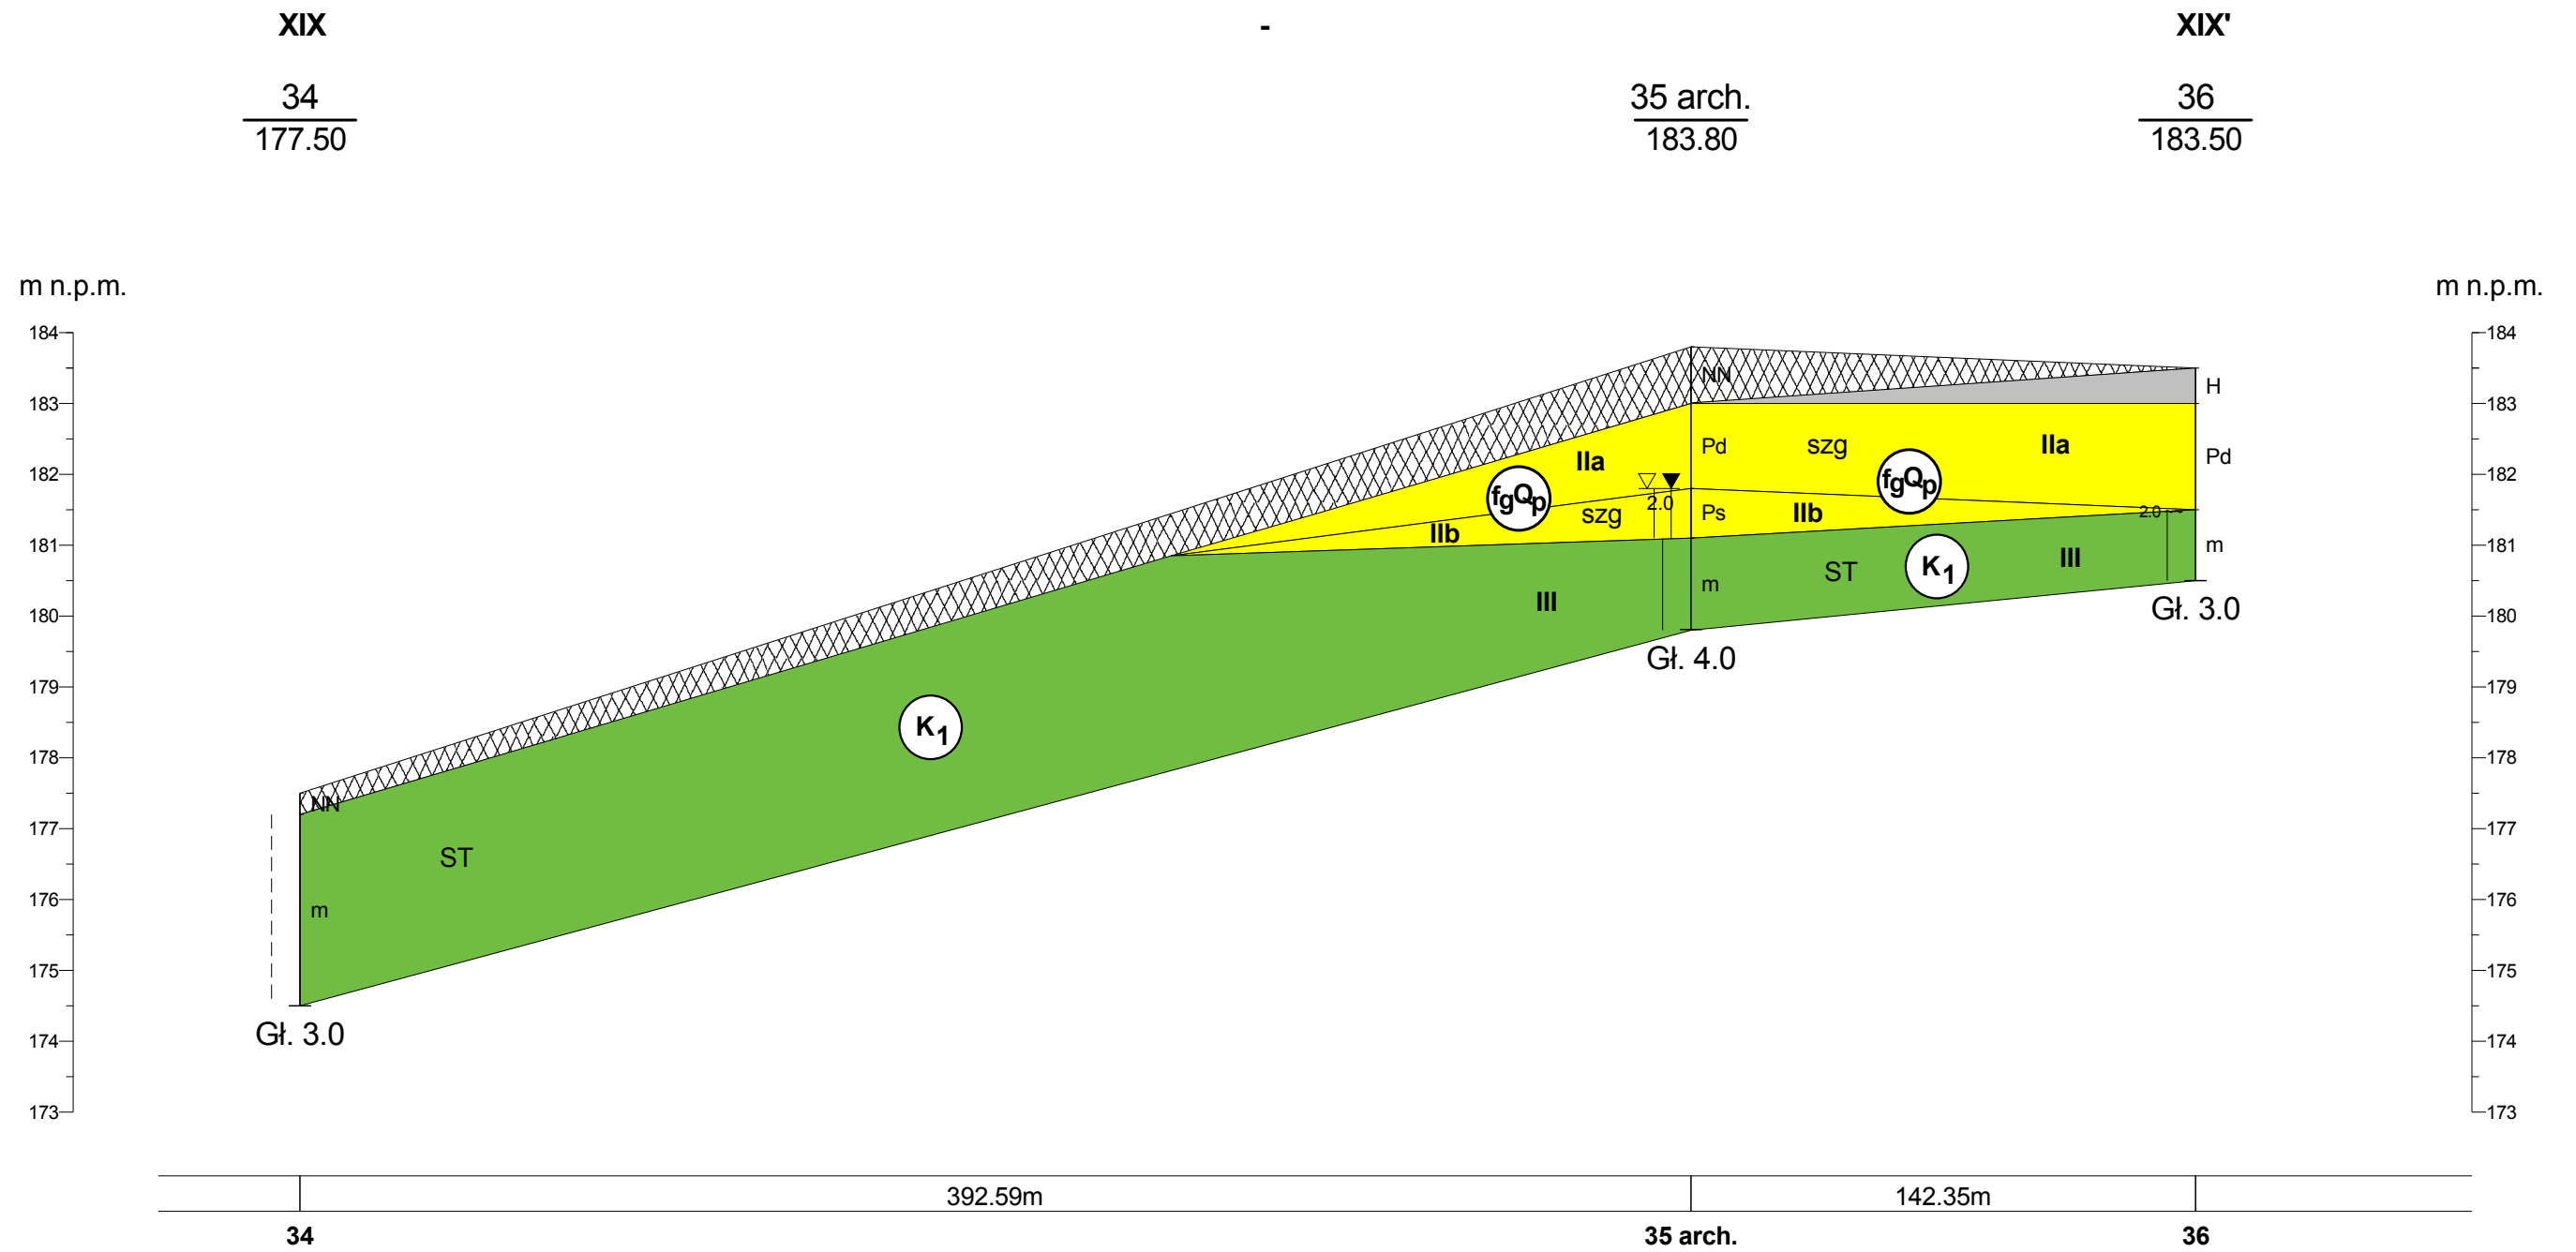 XIX - XIX'
34 35 arch. 36
177.50 183.80 183.50
m n.p.m. m n.p.m.
184 184
NN
H
183 183
Pd szg IIa Pd
IIa
182 182
fgQp fgQp
2.0 Ps IIb 2.0
szg
IIb
181 181
m
III ST K1 III
m
180 180
Gł. 3.0
Gł. 4.0
179 179
K1
178 178
NN
177 177
ST
176 176
m
175 175
Gł. 3.0
174 174
173 173
392.59m 142.35m
34 35 arch. 36